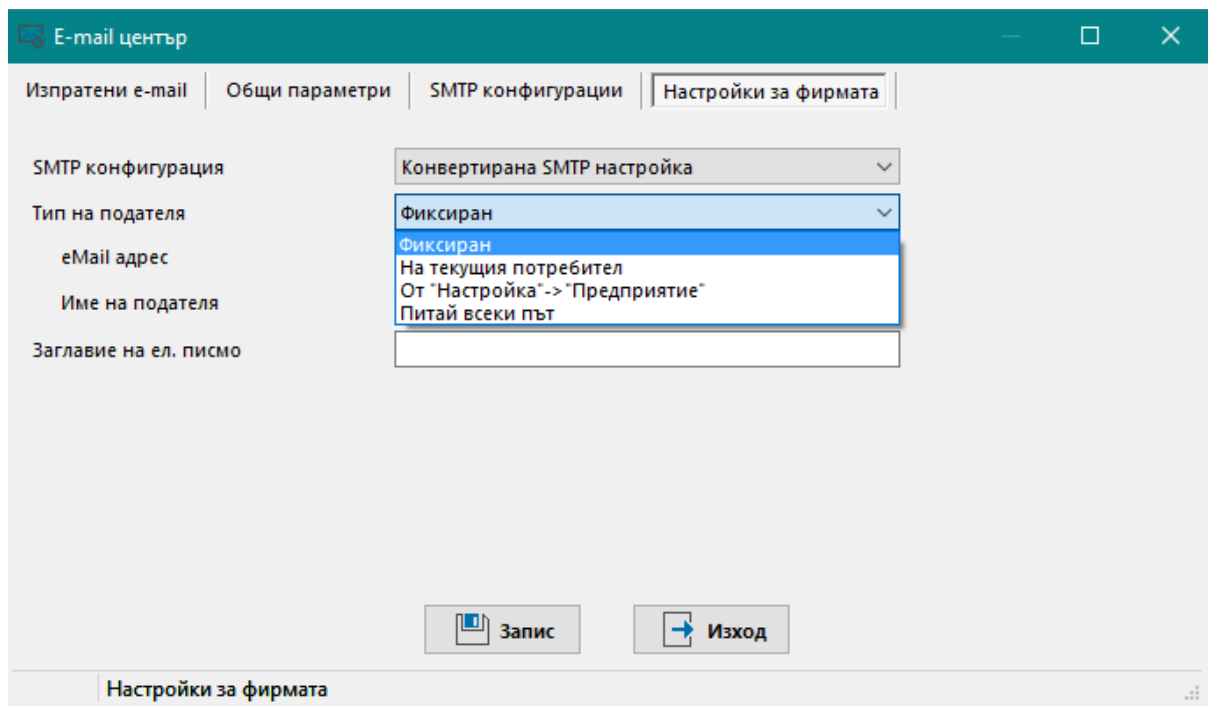 E-mail център
Изпратени e-mail
Общи параметри
SMTP конфигурации
Настройки за фирмата
SMTP конфигурация
Конвертирана SMTP настройка
Тип на подателя
Фиксиран
Фиксиран
eMail адрес
На текущия потребител
От "Настройка"->"Предприятие"
Име на подателя
Питай всеки път
Заглавие на ел. писмо
Запис
Изход
Настройки за фирмата